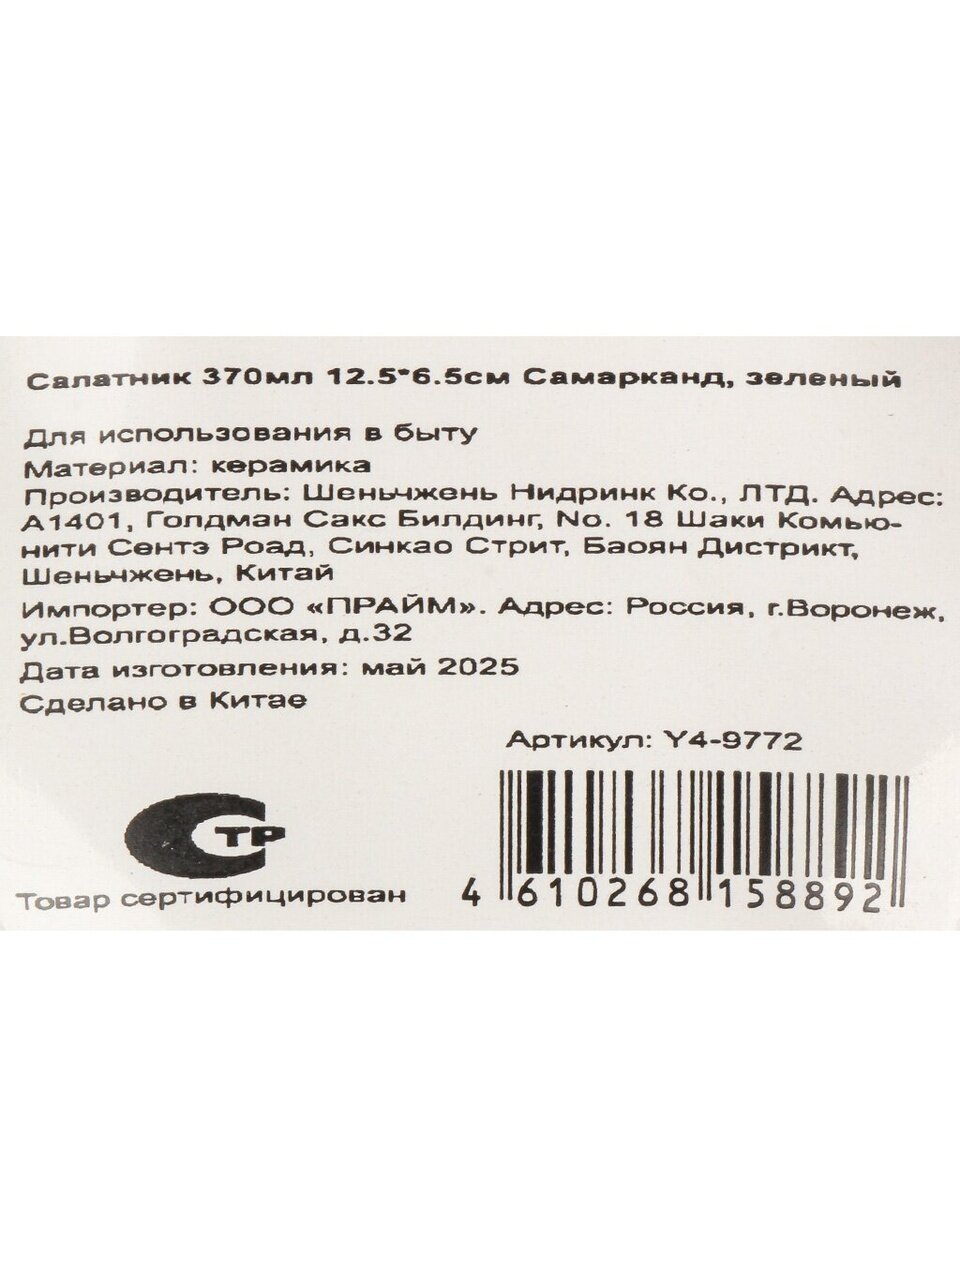 Салатник 370мл 12.5*6.5см Самарканд, зеленый
Для использования в быту
Материал: керамика
Производитель: Шеньчжень Нидринк Ко., ЛТД. Адрес:
А1401, Голдман Сакс Билдинг, No. 18 Шаки Комью-
нити Сентэ Роад, Синкао Стрит, Баоян Дистрикт,
Шеньчжень, Китай
Импортер: ООО «ПРАЙМ». Адрес: Россия, г.Воронеж,
ул.Волгоградская, д.32
Дата изготовления: май 2025
Сделано в Китае
Артикул: Y4-9772
СТР
Товар сертифицирован
4 610268 158892